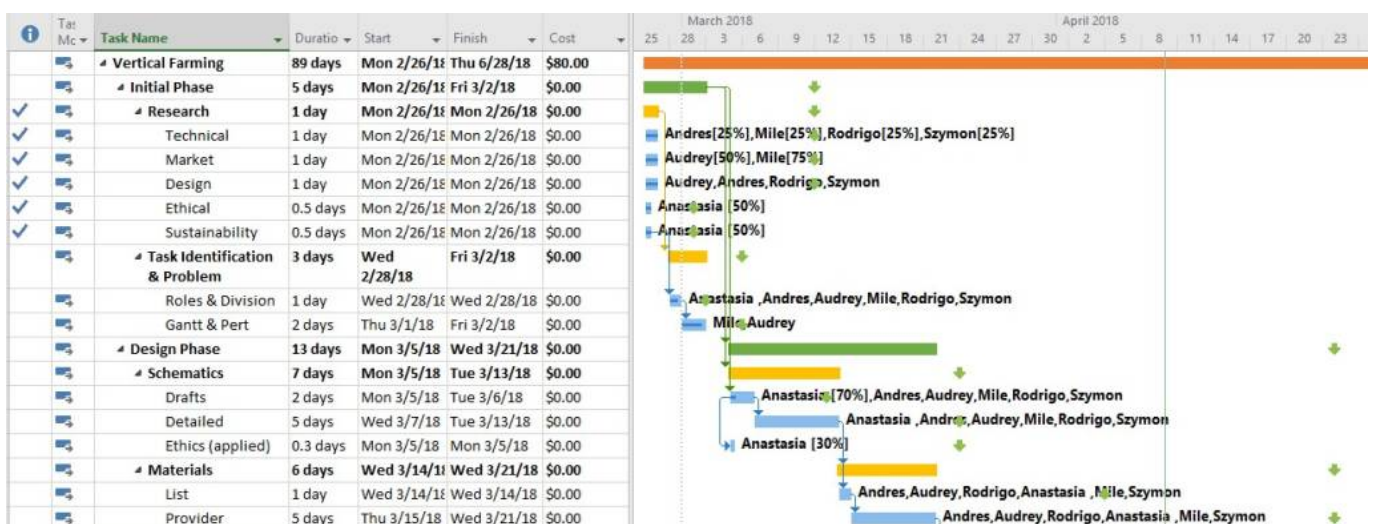 March 2018 April 2018
Ta: Mc Task Name Duratio Start Finish Cost 25 28 3 6 9 12 15 18 21 24 27 30 2 5 8 11 14 17 20 23
Vertical Farming 89 days Mon 2/26/18 Thu 6/28/18 $80.00
Initial Phase 5 days Mon 2/26/18 Fri 3/2/18 $0.00
Research 1 day Mon 2/26/18 Mon 2/26/18 $0.00
Technical 1 day Mon 2/26/18 Mon 2/26/18 $0.00 Andres[25%],Mile[25%],Rodrigo[25%],Szymon[25%]
Market 1 day Mon 2/26/18 Mon 2/26/18 $0.00 Audrey[50%],Mile[75%]
Design 1 day Mon 2/26/18 Mon 2/26/18 $0.00 Audrey,Andres,Rodrigo,Szymon
Ethical 0.5 days Mon 2/26/18 Mon 2/26/18 $0.00 Anastasia [50%]
Sustainability 0.5 days Mon 2/26/18 Mon 2/26/18 $0.00 Anastasia [50%]
Task Identification 3 days Wed Fri 3/2/18 $0.00
& Problem 2/28/18
Roles & Division 1 day Wed 2/28/18 Wed 2/28/18 $0.00 Anastasia ,Andres,Audrey,Mile,Rodrigo,Szymon
Gantt & Pert 2 days Thu 3/1/18 Fri 3/2/18 $0.00 Mile,Audrey
Design Phase 13 days Mon 3/5/18 Wed 3/21/18 $0.00
Schematics 7 days Mon 3/5/18 Tue 3/13/18 $0.00
Drafts 2 days Mon 3/5/18 Tue 3/6/18 $0.00 Anastasia [70%],Andres,Audrey,Mile,Rodrigo,Szymon
Detailed 5 days Wed 3/7/18 Tue 3/13/18 $0.00 Anastasia ,Andres,Audrey,Mile,Rodrigo,Szymon
Ethics (applied) 0.3 days Mon 3/5/18 Mon 3/5/18 $0.00 Anastasia [30%]
Materials 6 days Wed 3/14/18 Wed 3/21/18 $0.00
List 1 day Wed 3/14/18 Wed 3/14/18 $0.00 Andres,Audrey,Rodrigo,Anastasia ,Mile,Szymon
Provider 5 days Thu 3/15/18 Wed 3/21/18 $0.00 Andres,Audrey,Rodrigo,Anastasia ,Mile,Szymon